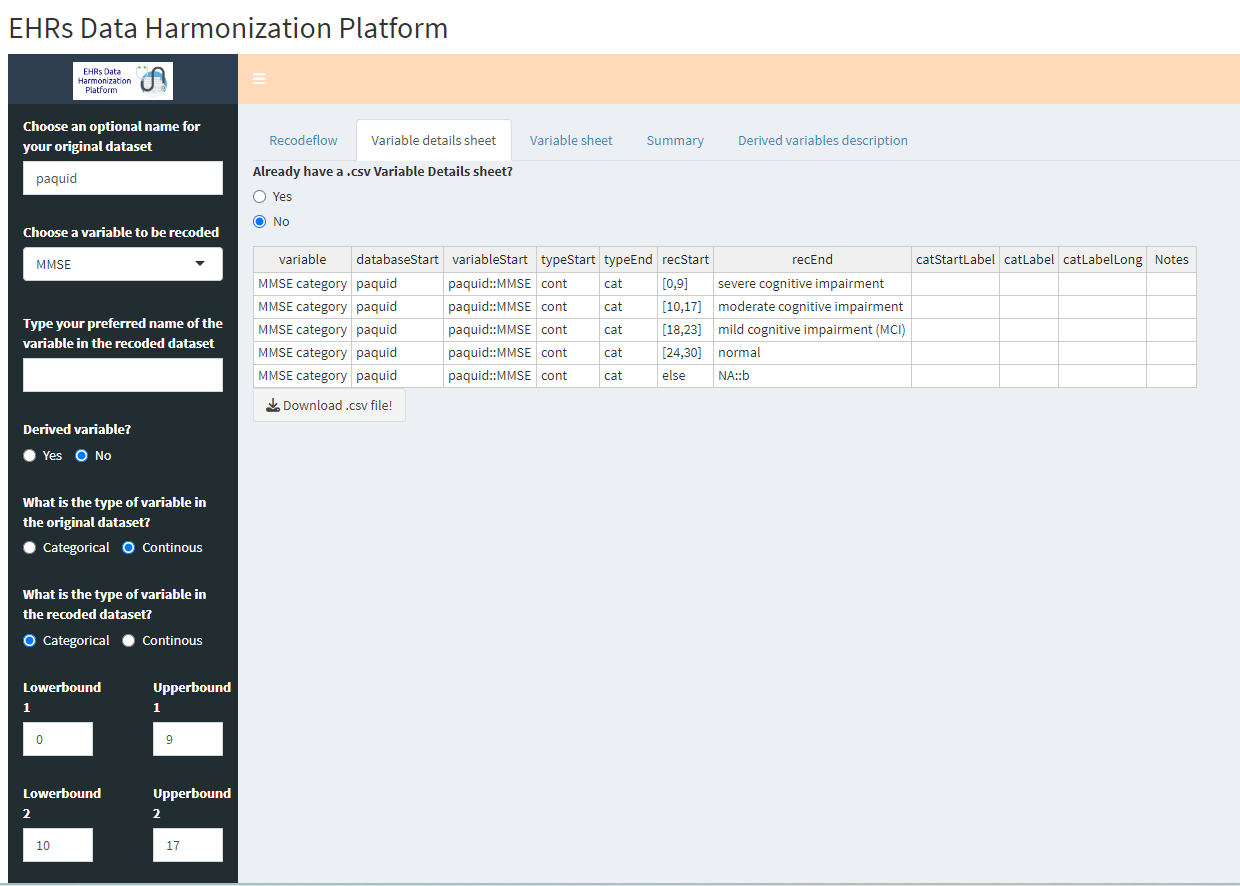 EHRs Data Harmonization Platform
EHRs Data
Harmonization
Platform
Choose an optional name for
your original dataset
paquid
Choose a variable to be recoded
MMSE
Type your preferred name of the
variable in the recoded dataset
Derived variable?
Yes No
What is the type of variable in
the original dataset?
Categorical Continous
What is the type of variable in
the recoded dataset?
Categorical Continous
Lowerbound Upperbound
1 1
0 9
Lowerbound Upperbound
2 2
10 17
Recodeflow Variable details sheet Variable sheet Summary Derived variables description
Already have a .csv Variable Details sheet?
Yes
No
variable databaseStart variableStart typeStart typeEnd recStart recEnd catStartLabel catLabel catLabelLong Notes
MMSE category paquid paquid::MMSE cont cat [0,9] severe cognitive impairment
MMSE category paquid paquid::MMSE cont cat [10,17] moderate cognitive impairment
MMSE category paquid paquid::MMSE cont cat [18,23] mild cognitive impairment (MCI)
MMSE category paquid paquid::MMSE cont cat [24,30] normal
MMSE category paquid paquid::MMSE cont cat else NA::b
Download .csv file!